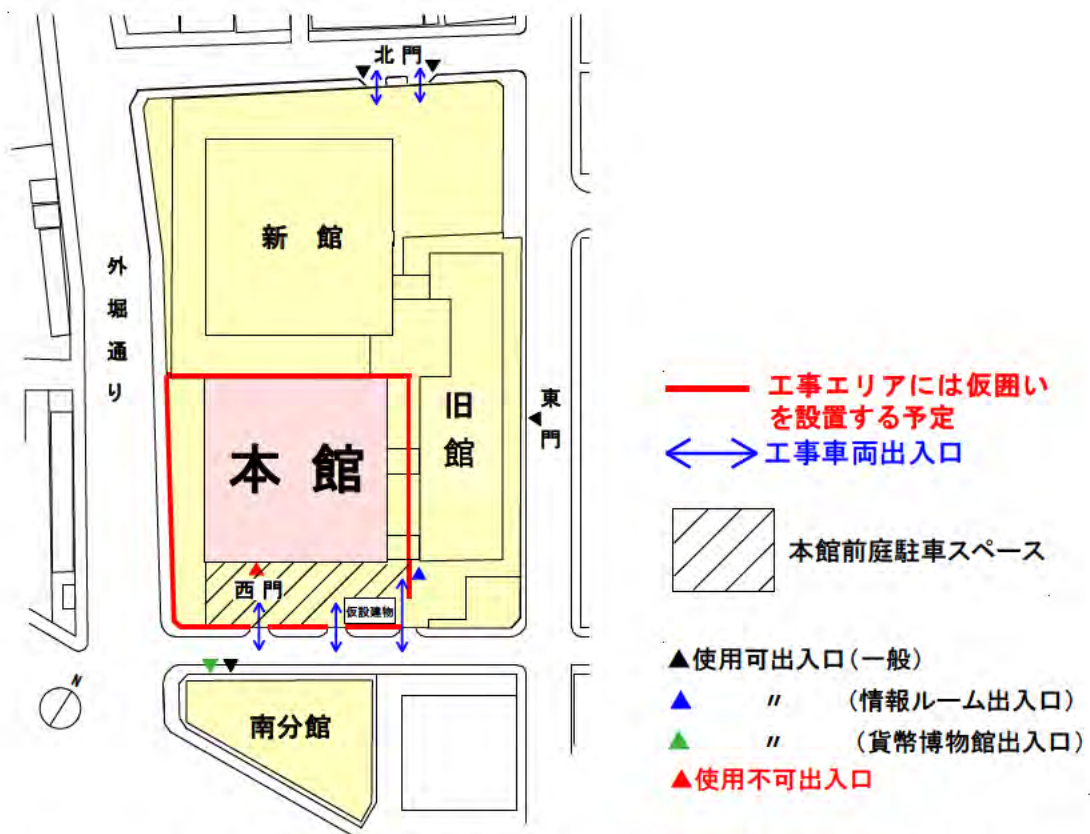 北門
新 館
外堀通り
旧館
東門
本 館
西門
仮設建物
N
南分館
工事エリアには仮囲い
を設置する予定
工事車両出入口
本館前庭駐車スペース
▲使用可出入口(一般)
▲ 〃 (情報ルーム出入口)
▲ 〃 (貨幣博物館出入口)
▲使用不可出入口